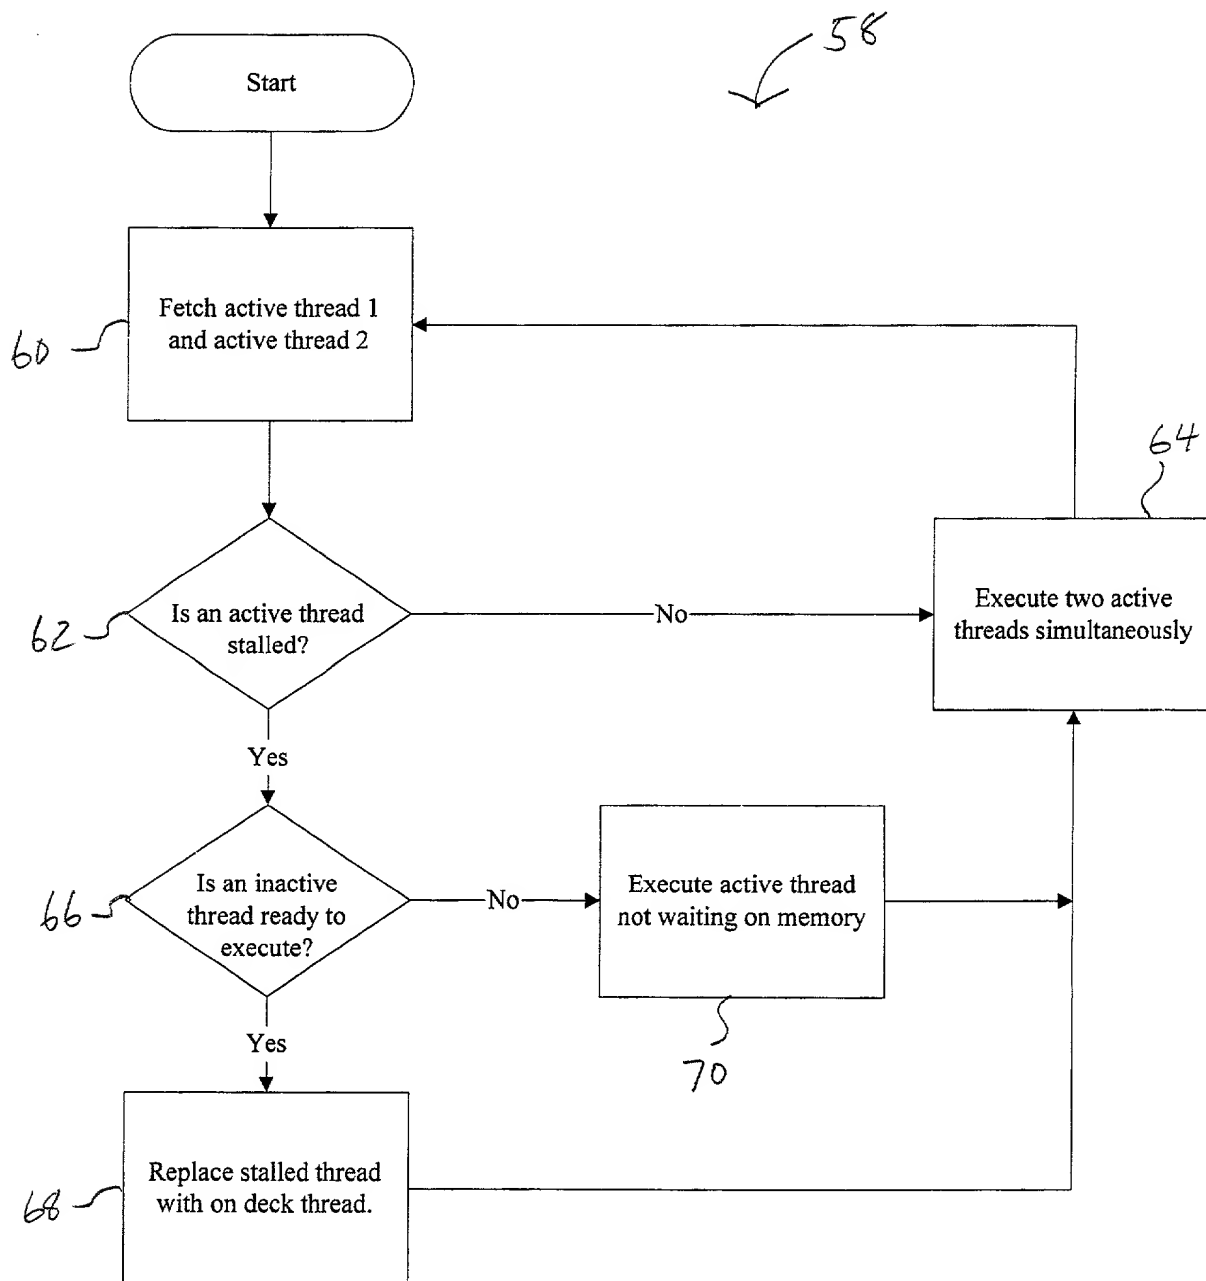 58
Start
Fetch active thread 1
and active thread 2
60
64
Is an active thread
stalled?
62
No
Execute two active
threads simultaneously
Yes
Is an inactive
thread ready to
execute?
66
No
Execute active thread
not waiting on memory
70
Yes
Replace stalled thread
with on deck thread.
68